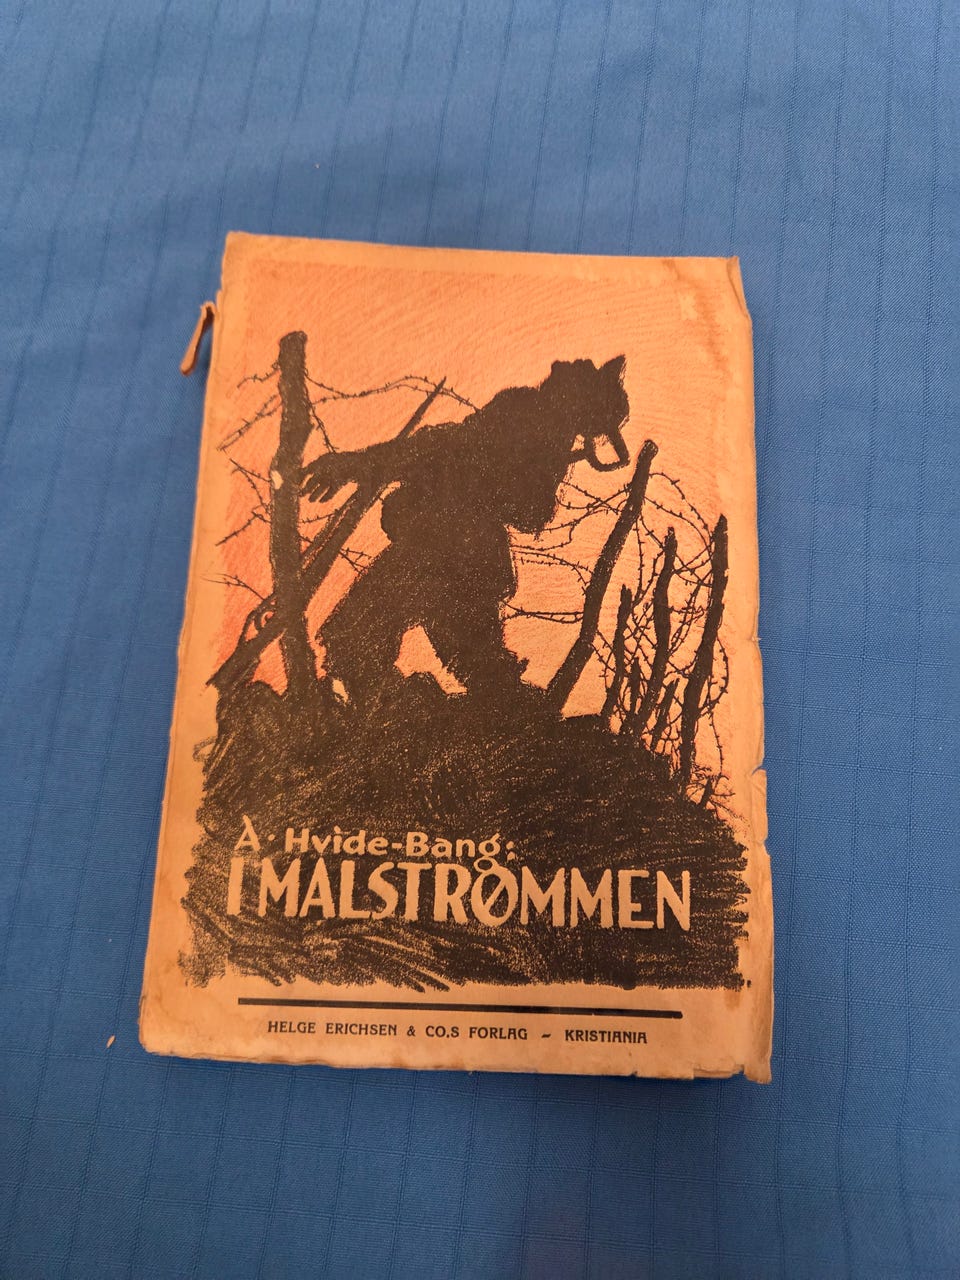 A. Hvide-Bang:
I MALSTRØMMEN
HELGE ERICHSEN & CO.S FORLAG - KRISTIANIA